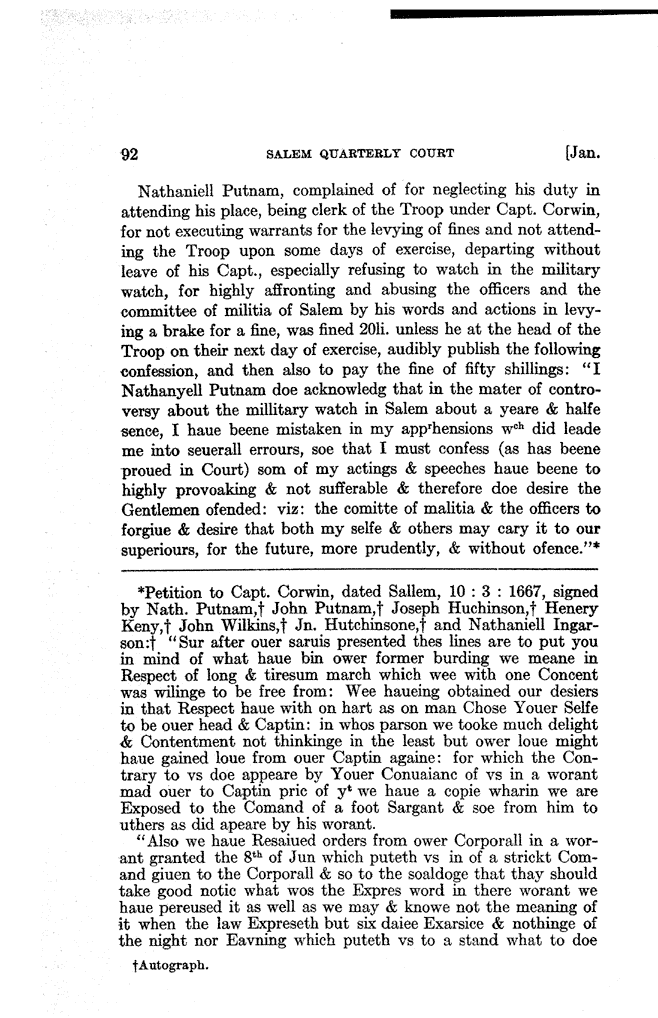 92 SALEM QUARTERLY COURT [Jan.
Nathaniell Putnam, complained of for neglecting his duty in
attending his place, being clerk of the Troop under Capt. Corwin,
for not executing warrants for the levying of fines and not attend-
ing the Troop upon some days of exercise, departing without
leave of his Capt., especially refusing to watch in the military
watch, for highly affronting and abusing the officers and the
committee of militia of Salem by his words and actions in levy-
ing a brake for a fine, was fined 20li. unless he at the head of the
Troop on their next day of exercise, audibly publish the following
confession, and then also to pay the fine of fifty shillings: "I
Nathanyell Putnam doe acknowledg that in the mater of contro-
versy about the millitary watch in Salem about a yeare & halfe
sence, I haue beene mistaken in my appʳhensions wᶜʰ did leade
me into seuerall errours, soe that I must confess (as has beene
proued in Court) som of my actings & speeches haue beene to
highly provoaking & not sufferable & therefore doe desire the
Gentlemen ofended: viz: the comitte of malitia & the officers to
forgiue & desire that both my selfe & others may cary it to our
superiours, for the future, more prudently, & without ofence."*
*Petition to Capt. Corwin, dated Sallem, 10 : 3 : 1667, signed
by Nath. Putnam,† John Putnam,† Joseph Huchinson,† Henery
Keny,† John Wilkins,† Jn. Hutchinsone,† and Nathaniell Ingar-
son:† "Sur after ouer saruis presented thes lines are to put you
in mind of what haue bin ower former burding we meane in
Respect of long & tiresum march which wee with one Concent
was wilinge to be free from: Wee haueing obtained our desiers
in that Respect haue with on hart as on man Chose Youer Selfe
to be ouer head & Captin: in whos parson we tooke much delight
& Contentment not thinkinge in the least but ower loue might
haue gained loue from ouer Captin againe: for which the Con-
trary to vs doe appeare by Youer Conuaianc of vs in a worant
mad ouer to Captin pric of yᵗ we haue a copie wharin we are
Exposed to the Comand of a foot Sargant & soe from him to
uthers as did apeare by his worant.
"Also we haue Resaiued orders from ower Corporall in a wor-
ant granted the 8ᵗʰ of Jun which puteth vs in of a strickt Com-
and giuen to the Corporall & so to the soaldoge that thay should
take good notic what wos the Expres word in there worant we
haue pereused it as well as we may & knowe not the meaning of
it when the law Expreseth but six daiee Exarsice & nothinge of
the night nor Eavning which puteth vs to a stand what to doe
†Autograph.